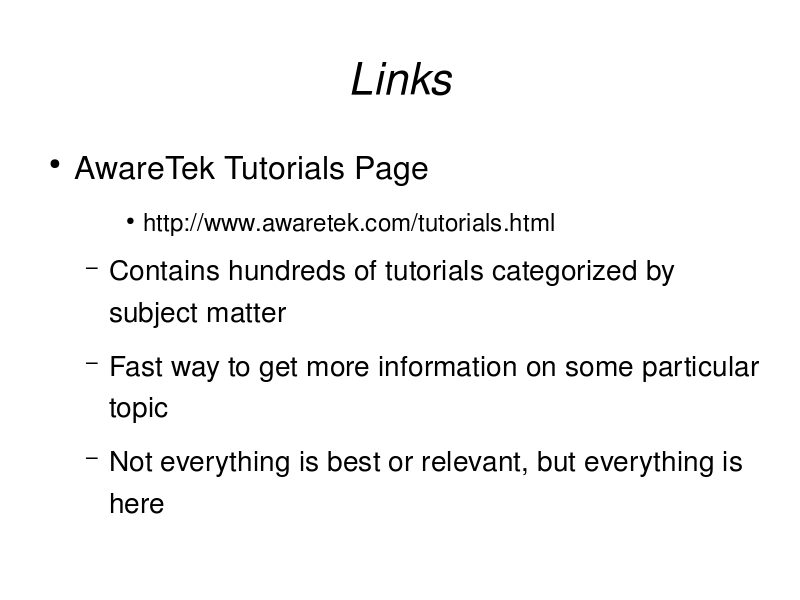 Links
• AwareTek Tutorials Page
• http://www.awaretek.com/tutorials.html
– Contains hundreds of tutorials categorized by
subject matter
– Fast way to get more information on some particular
topic
– Not everything is best or relevant, but everything is
here